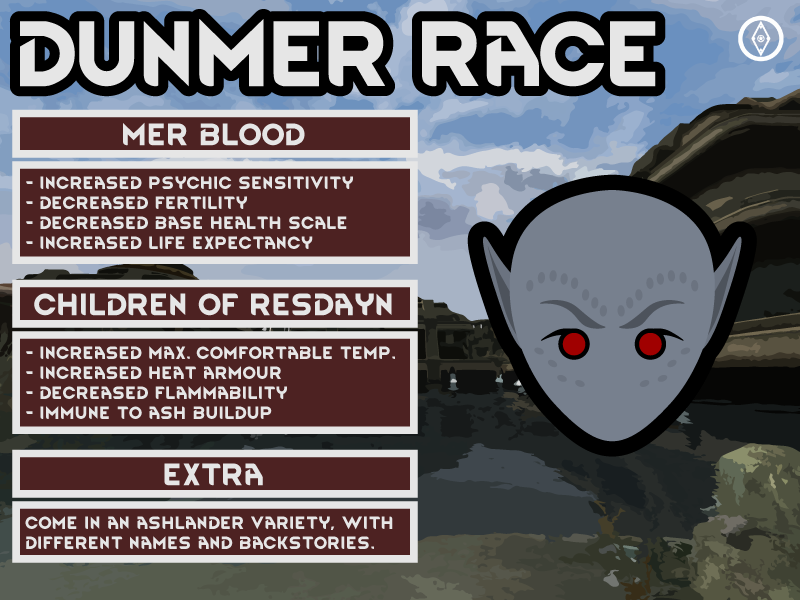 DUNMER RACE
MER BLOOD
- INCREASED PSYCHIC SENSITIVITY
- DECREASED FERTILITY
- DECREASED BASE HEALTH SCALE
- INCREASED LIFE EXPECTANCY
CHILDREN OF RESDAYN
- INCREASED MAX. COMFORTABLE TEMP.
- INCREASED HEAT ARMOUR
- DECREASED FLAMMABILITY
- IMMUNE TO ASH BUILDUP
EXTRA
COME IN AN ASHLANDER VARIETY, WITH
DIFFERENT NAMES AND BACKSTORIES.